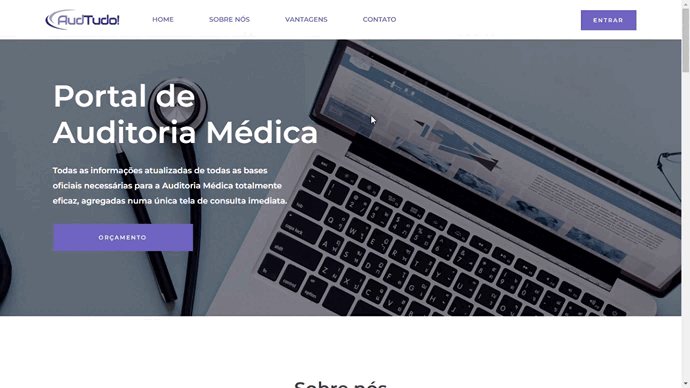 AudTudo!
HOME
SOBRE NÓS
VANTAGENS
CONTATO
ENTRAR
Portal de
Auditoria Médica
Todas as informações atualizadas de todas as bases
oficiais necessárias para a Auditoria Médica totalmente
eficaz, agregadas numa única tela de consulta imediata.
ORÇAMENTO
Sobre nós